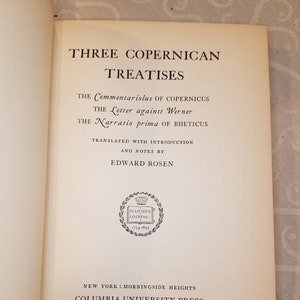 THREE COPERNICAN
TREATISES
THE Commentariolus OF COPERNICUS
THE Letter against Werner
THE Narratio prima OF RHETICUS
TRANSLATED WITH INTRODUCTION
AND NOTES BY
EDWARD ROSEN
NEW YORK : MORNINGSIDE HEIGHTS
COLUMBIA UNIVERSITY PRESS